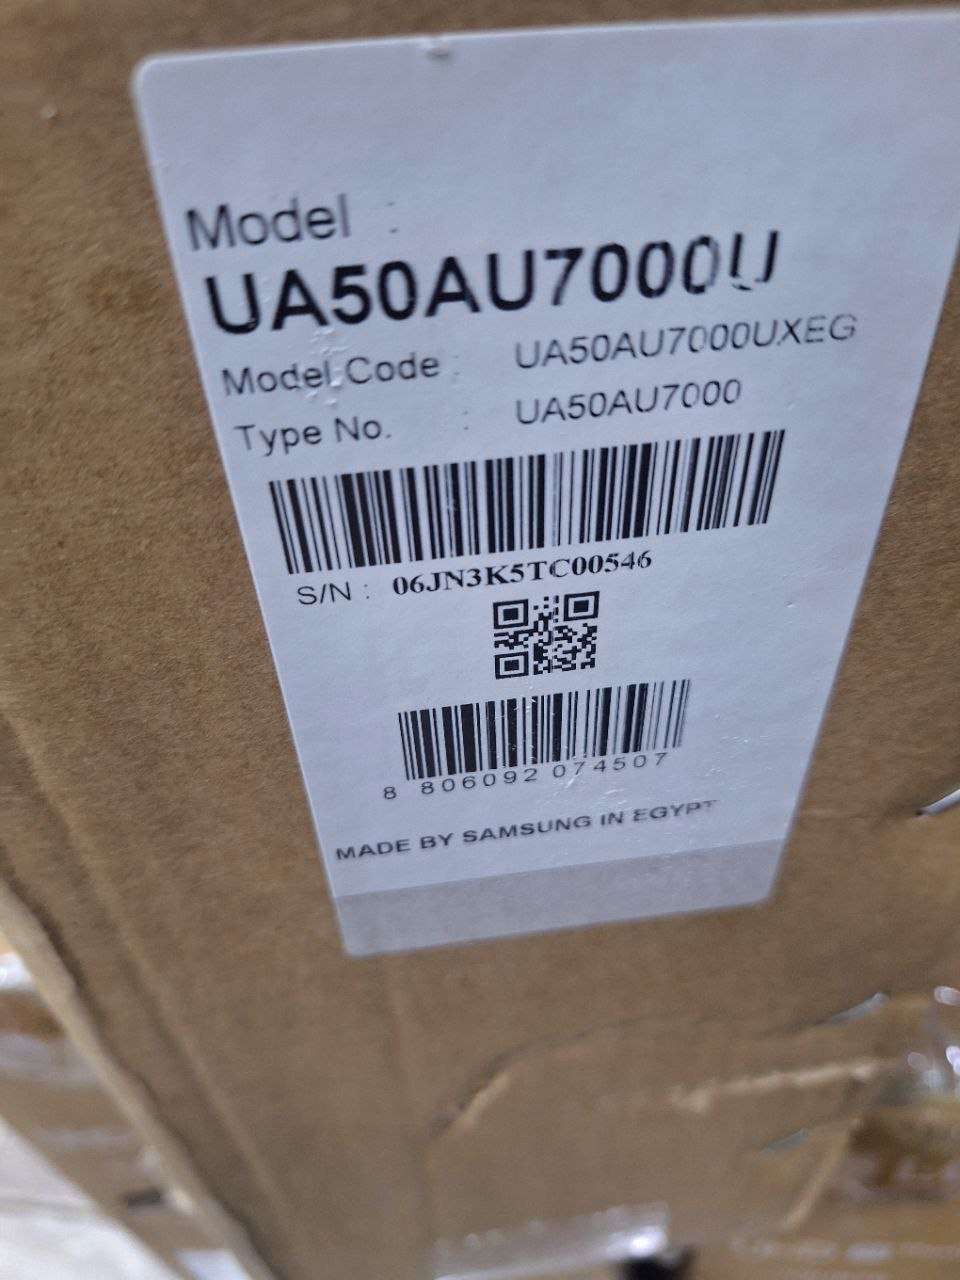 Model :
UA50AU7000U
Model Code : UA50AU7000UXEG
Type No. : UA50AU7000
S/N : 06JN3K5TC00546
8 806092 074507
MADE BY SAMSUNG IN EGYPT